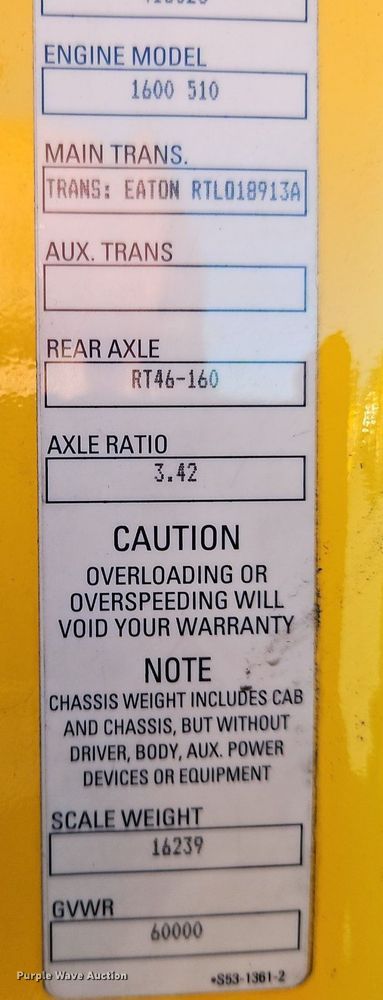 ENGINE MODEL
1600 510
MAIN TRANS.
TRANS: EATON RTLO18913A
AUX. TRANS
REAR AXLE
RT46-160
AXLE RATIO
3.42
CAUTION
OVERLOADING OR
OVERSPEEDING WILL
VOID YOUR WARRANTY
NOTE
CHASSIS WEIGHT INCLUDES CAB
AND CHASSIS, BUT WITHOUT
DRIVER, BODY, AUX. POWER
DEVICES OR EQUIPMENT
SCALE WEIGHT
16239
GVWR
60000
•S53-1361-2
Purple Wave Auction